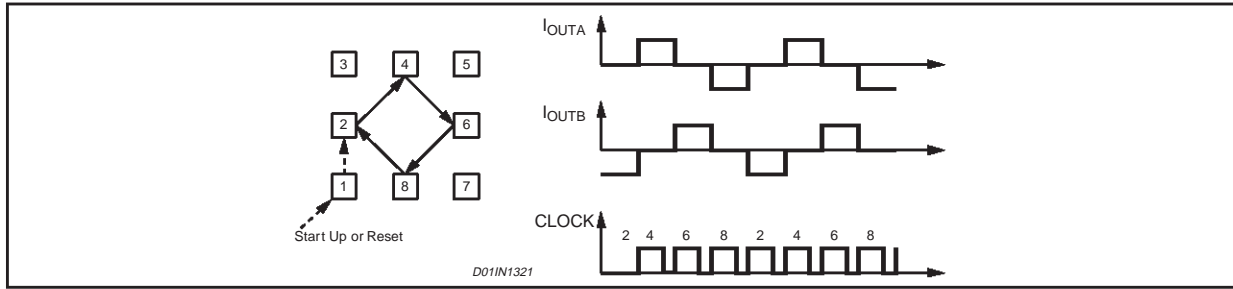 3 4 5
2 6
1 8 7
Start Up or Reset
D01IN1321
IOUTA
IOUTB
CLOCK
2 4 6 8 2 4 6 8